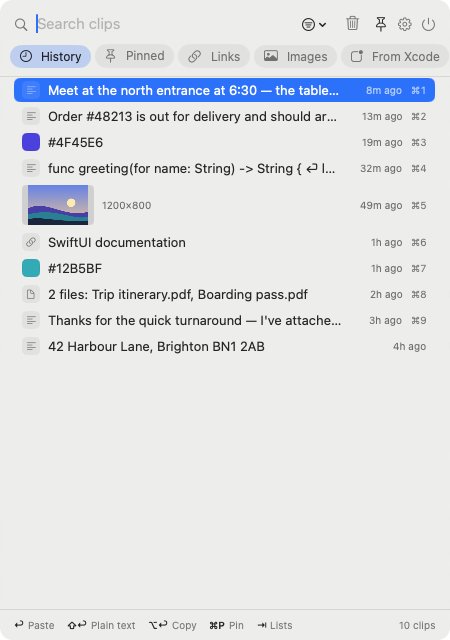 Search clips
History Pinned Links Images From Xcode
Meet at the north entrance at 6:30 — the table… 8m ago ⌘1
Order #48213 is out for delivery and should ar… 13m ago ⌘2
#4F45E6 19m ago ⌘3
func greeting(for name: String) -> String { ↩ l… 32m ago ⌘4
1200×800 49m ago ⌘5
SwiftUI documentation 1h ago ⌘6
#12B5BF 1h ago ⌘7
2 files: Trip itinerary.pdf, Boarding pass.pdf 2h ago ⌘8
Thanks for the quick turnaround — I've attache… 3h ago ⌘9
42 Harbour Lane, Brighton BN1 2AB 4h ago
↩ Paste ⇧↩ Plain text ⌥↩ Copy ⌘P Pin ⇥ Lists 10 clips